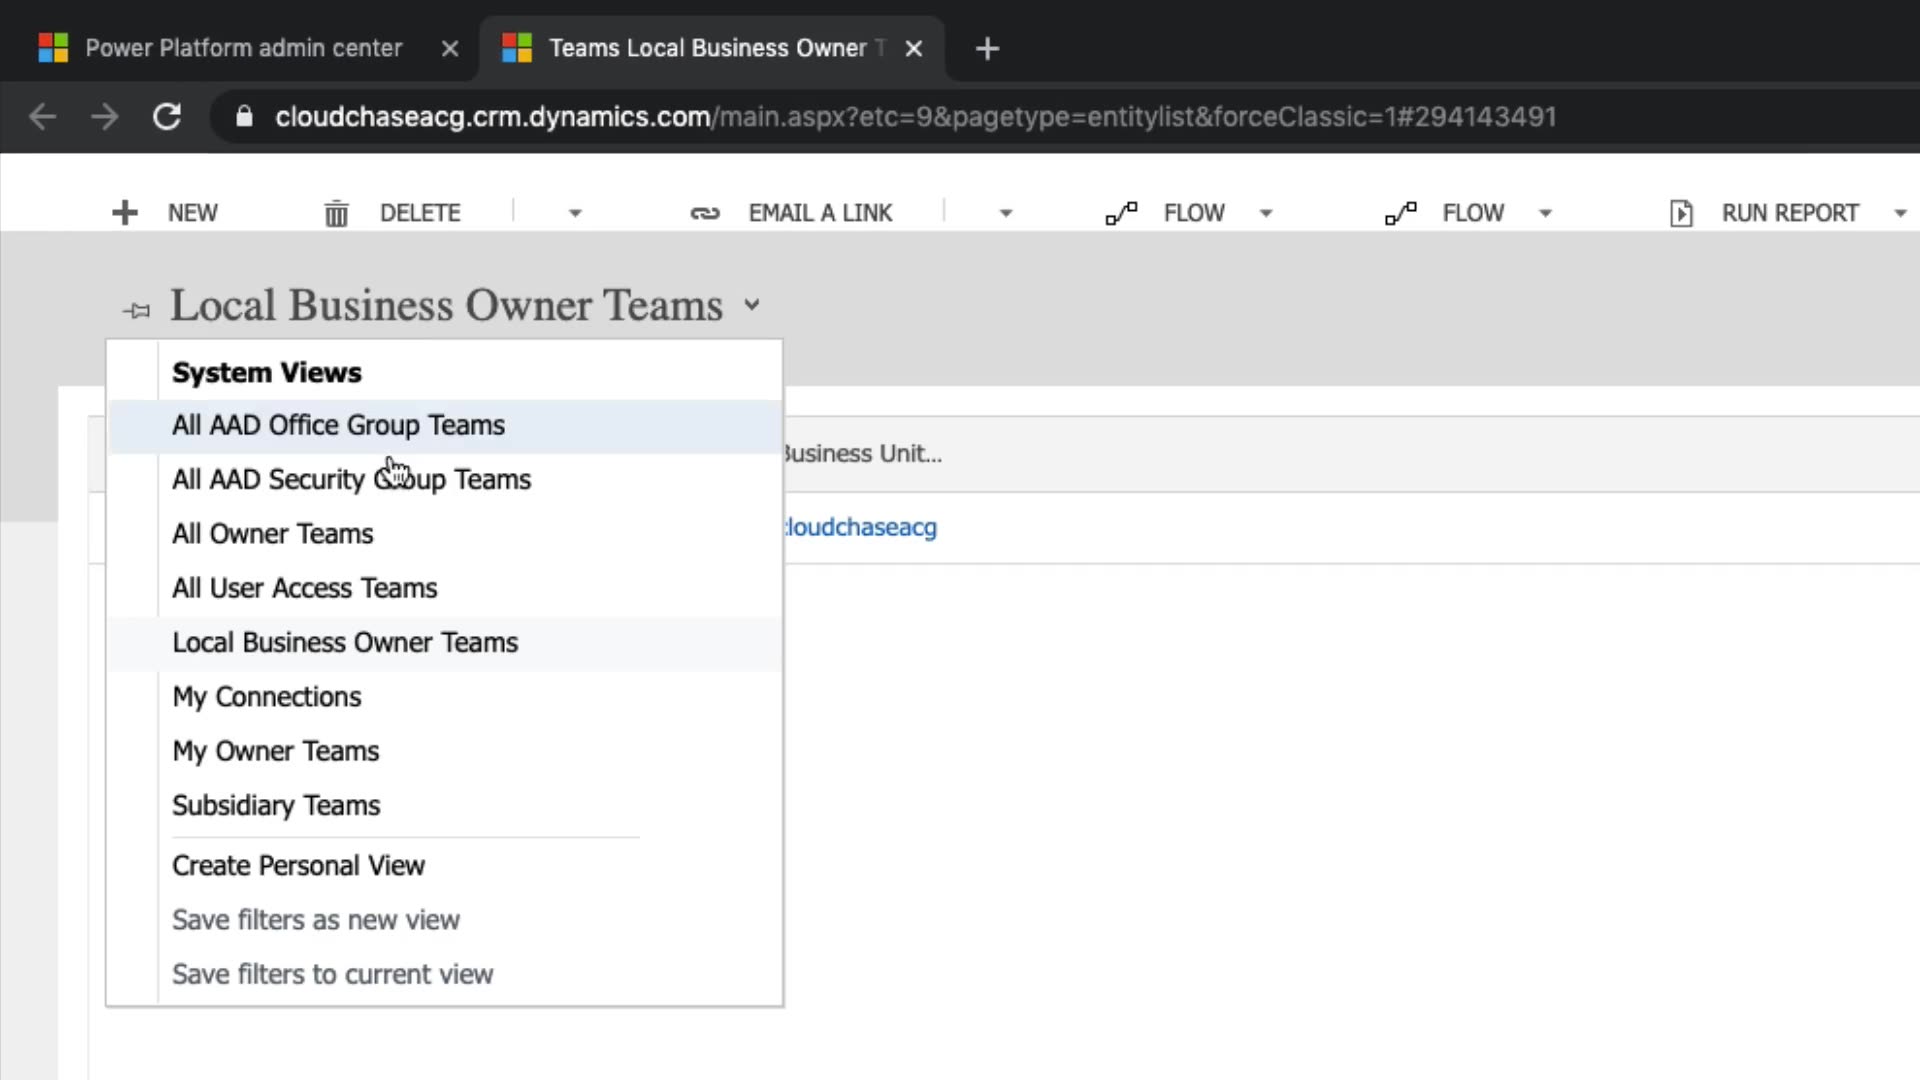 Power Platform admin center
Teams Local Business Owner T
cloudchaseacg.crm.dynamics.com/main.aspx?etc=9&pagetype=entitylist&forceClassic=1#294143491
NEW DELETE EMAIL A LINK FLOW FLOW RUN REPORT
Local Business Owner Teams
System Views
All AAD Office Group Teams
Business Unit...
All AAD Security Group Teams
cloudchaseacg
All Owner Teams
All User Access Teams
Local Business Owner Teams
My Connections
My Owner Teams
Subsidiary Teams
Create Personal View
Save filters as new view
Save filters to current view